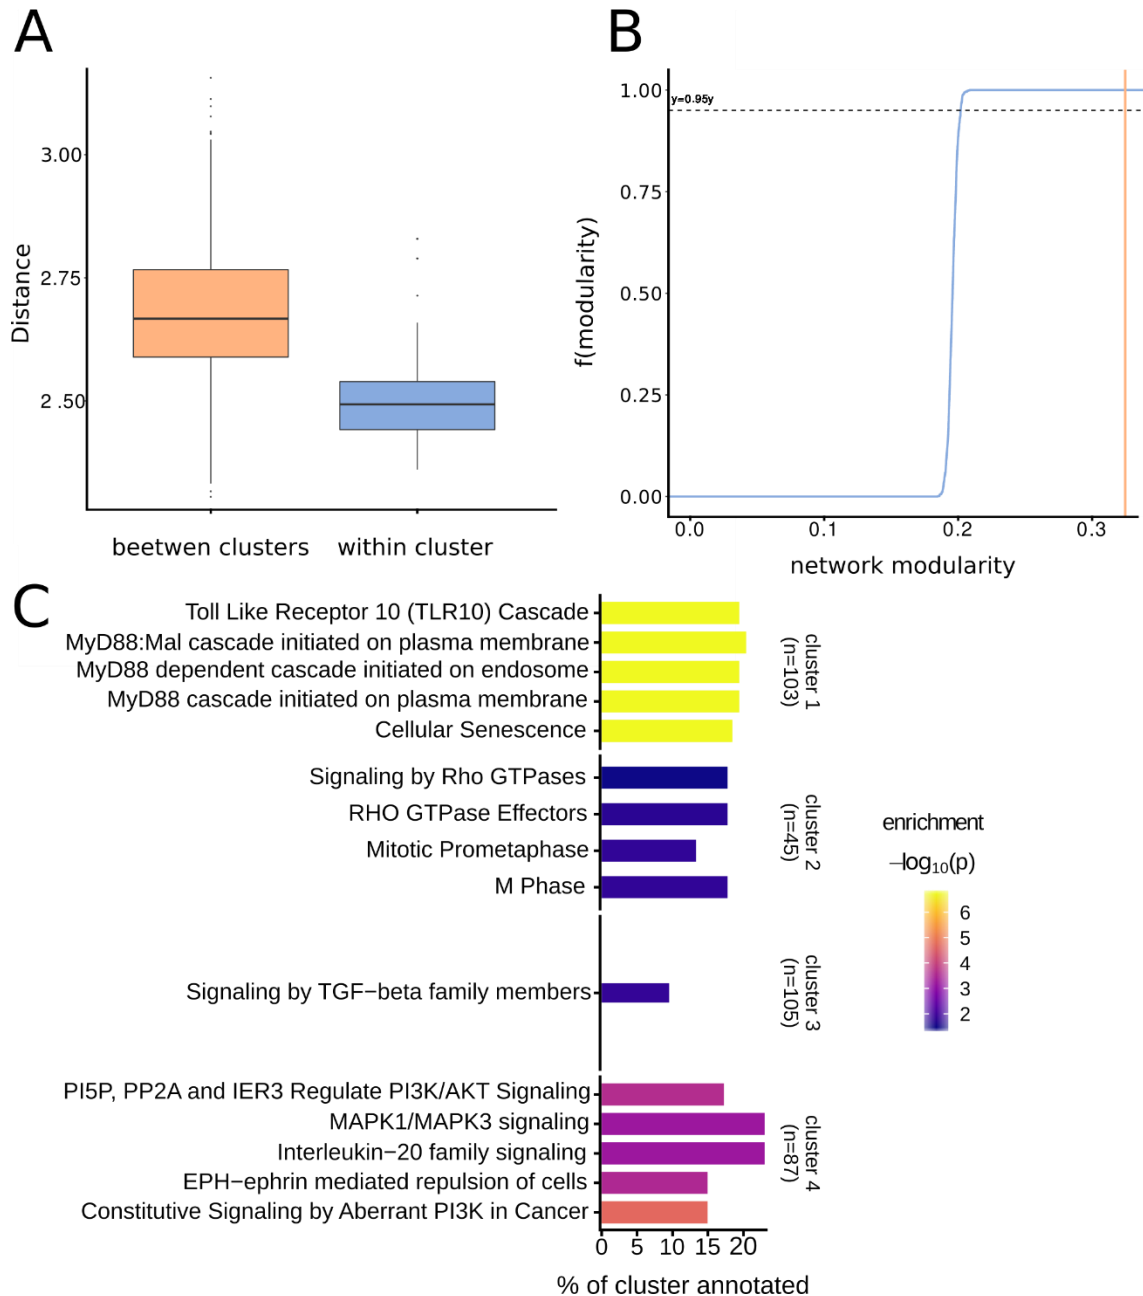 A
Distance
3.00
2.75
2.50
beetwen clusters
within cluster
B
f(modularity)
1.00
0.75
0.50
0.25
0.00
y=0.95y
0.0 0.1 0.2 0.3
network modularity
C
Toll Like Receptor 10 (TLR10) Cascade
MyD88:Mal cascade initiated on plasma membrane
MyD88 dependent cascade initiated on endosome
MyD88 cascade initiated on plasma membrane
Cellular Senescence
cluster 1
(n=103)
Signaling by Rho GTPases
RHO GTPase Effectors
Mitotic Prometaphase
M Phase
cluster 2
(n=45)
Signaling by TGF−beta family members
cluster 3
(n=105)
PI5P, PP2A and IER3 Regulate PI3K/AKT Signaling
MAPK1/MAPK3 signaling
Interleukin−20 family signaling
EPH−ephrin mediated repulsion of cells
Constitutive Signaling by Aberrant PI3K in Cancer
cluster 4
(n=87)
0 5 10 15 20
% of cluster annotated
enrichment
−log₁₀(p)
6
5
4
3
2